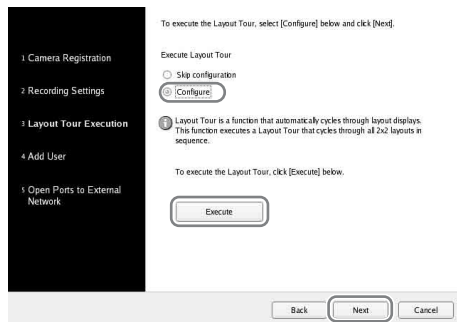 To execute the Layout Tour, select [Configure] below and click [Next].
1 Camera Registration
2 Recording Settings
3 Layout Tour Execution
4 Add User
5 Open Ports to External
Network
Execute Layout Tour
Skip configuration
Configure
Layout Tour is a function that automatically cycles through layout displays.
This function executes a Layout Tour that cycles through all 2x2 layouts in
sequence.
To execute the Layout Tour, click [Execute] below.
Execute
Back
Next
Cancel